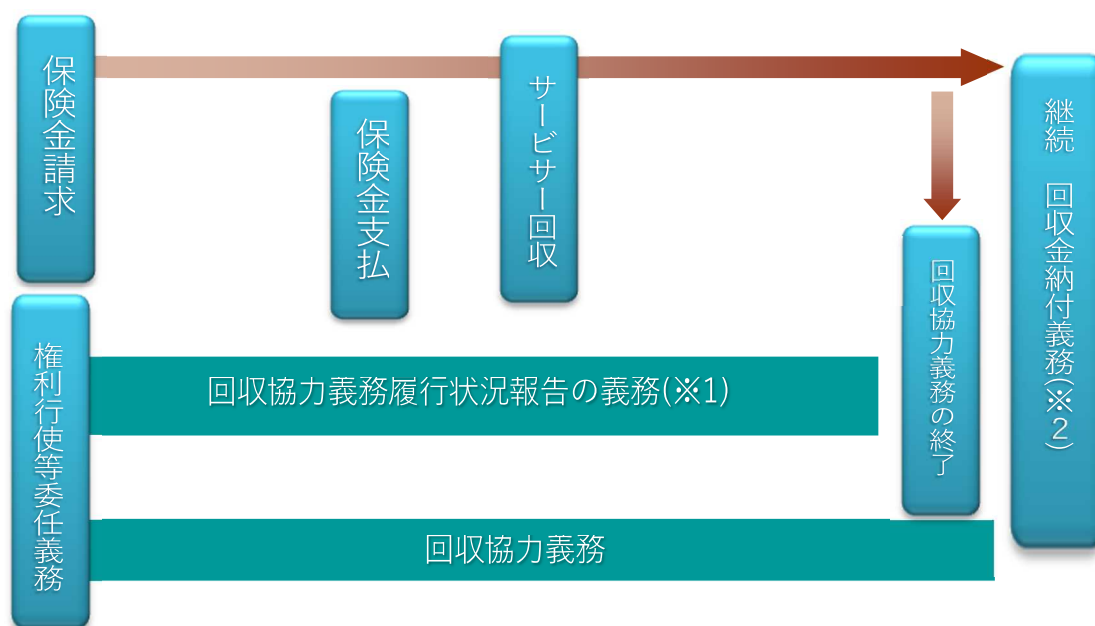 保険金請求
保険金支払
サービサー回収
継続　回収金納付義務(※2)
回収協力義務の終了
権利行使等委任義務
回収協力義務履行状況報告の義務(※1)
回収協力義務